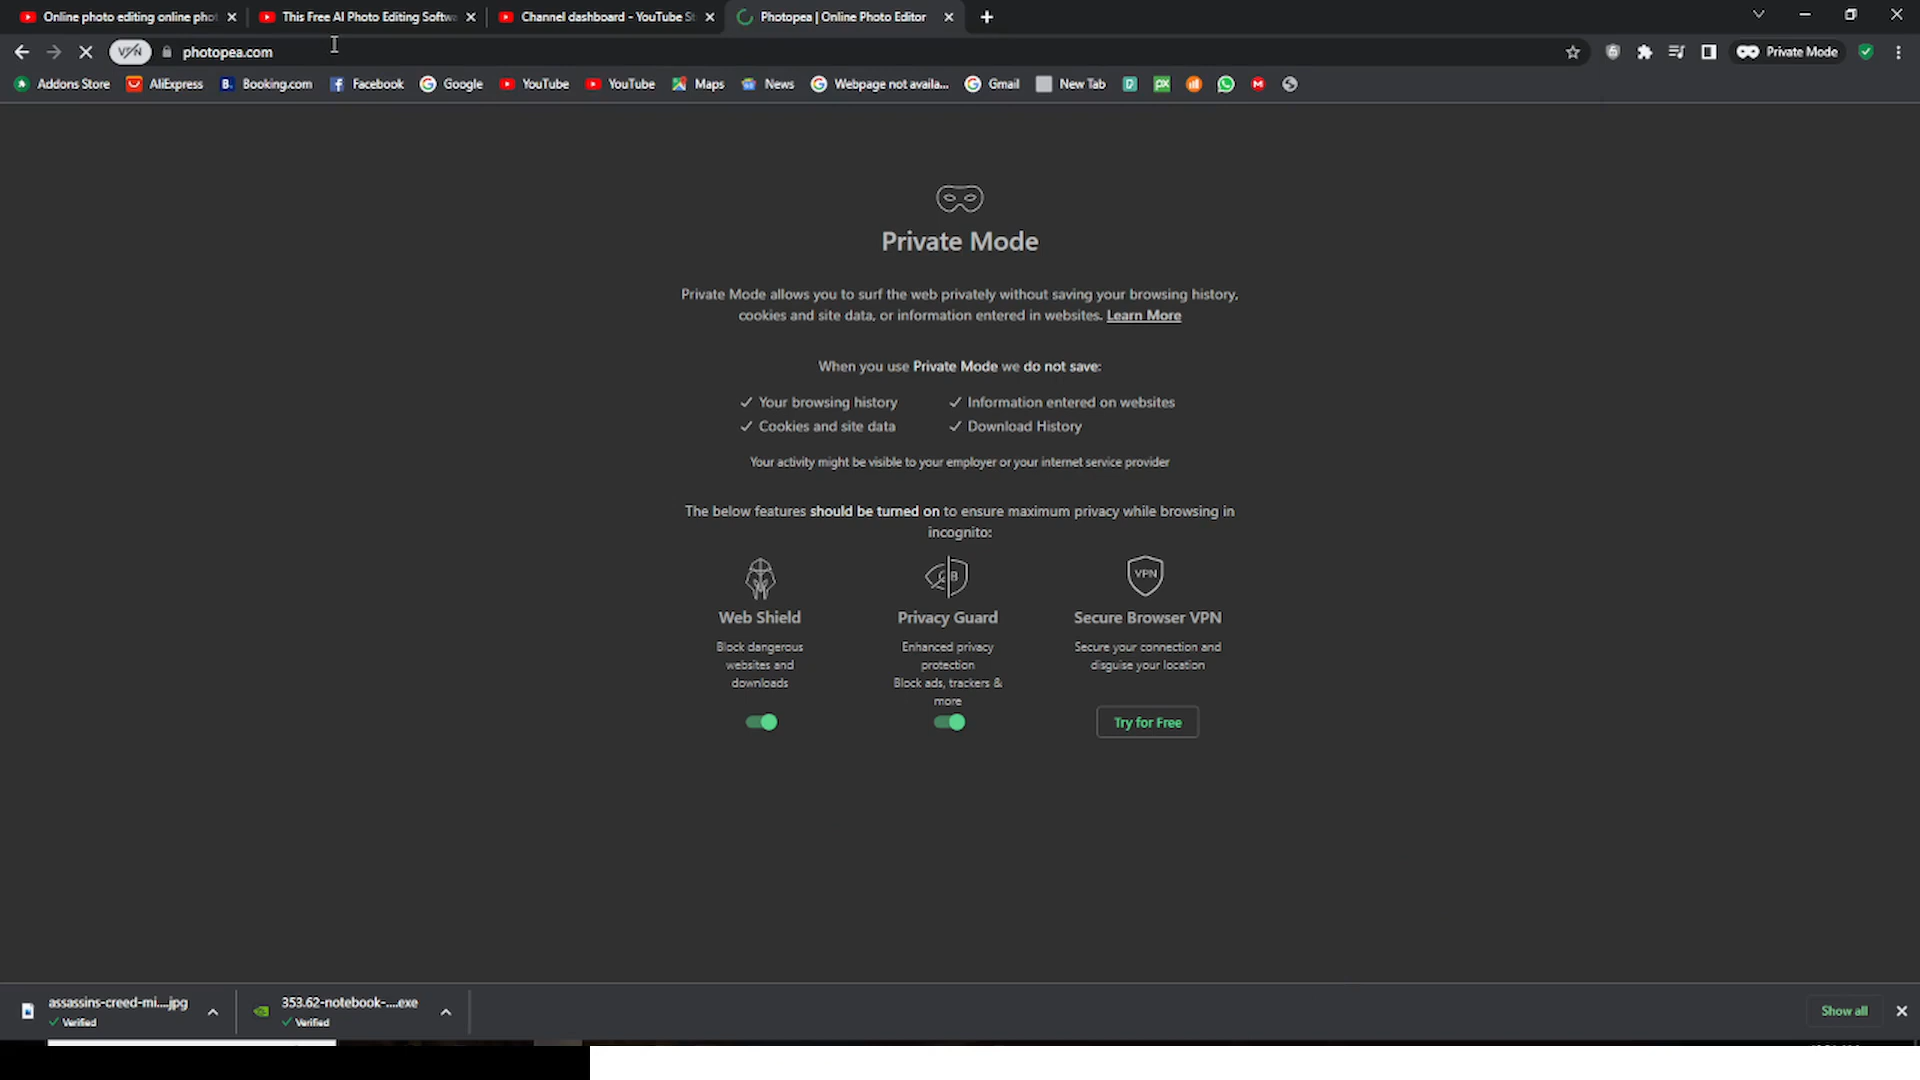 Online photo editing online phot
This Free AI Photo Editing Softwa
Channel dashboard - YouTube St
Photopea | Online Photo Editor
VPN
photopea.com
Private Mode
Addons Store
AliExpress
B. Booking.com
Facebook
Google
YouTube
YouTube
Maps
News
Webpage not availa...
Gmail
New Tab
Private Mode
Private Mode allows you to surf the web privately without saving your browsing history,
cookies and site data, or information entered in websites. Learn More
When you use Private Mode we do not save:
Your browsing history
Information entered on websites
Cookies and site data
Download History
Your activity might be visible to your employer or your internet service provider
The below features should be turned on to ensure maximum privacy while browsing in
incognito:
VPN
Web Shield
Privacy Guard
Secure Browser VPN
Block dangerous
websites and
downloads
Enhanced privacy
protection
Block ads, trackers &
more
Secure your connection and
disguise your location
Try for Free
assassins-creed-mi....jpg
Verified
353.62-notebook-....exe
Verified
Show all